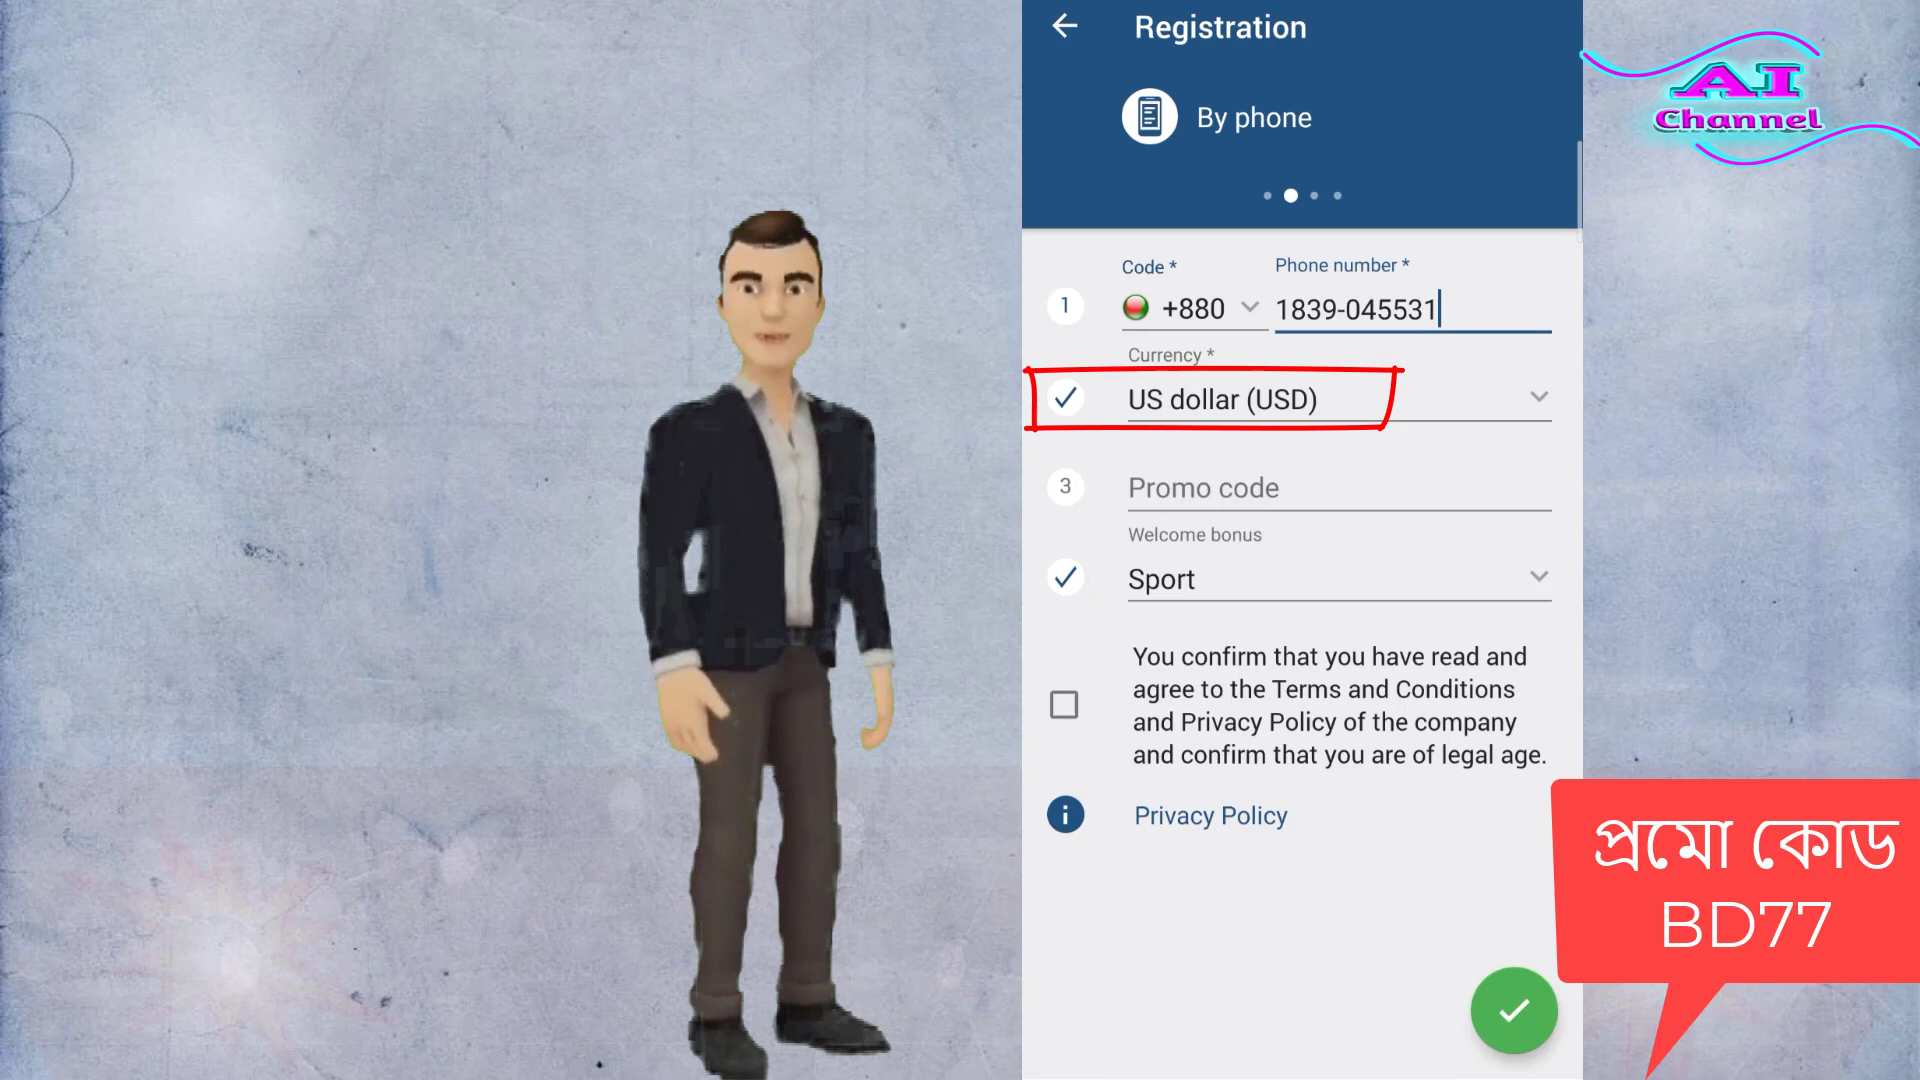 Registration
By phone
AI
Channel
Code *
Phone number *
1
+880
1839-045531
Currency *
US dollar (USD)
3
Promo code
Welcome bonus
Sport
You confirm that you have read and
agree to the Terms and Conditions
and Privacy Policy of the company
and confirm that you are of legal age.
i
Privacy Policy
প্রমো কোড
BD77